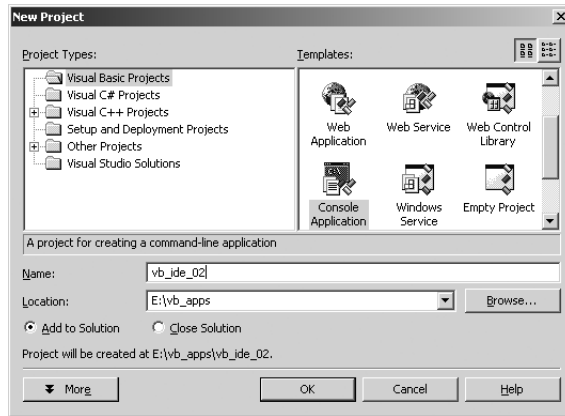 New Project
Project Types:
Templates:
Visual Basic Projects
Visual C# Projects
Visual C++ Projects
Setup and Deployment Projects
Other Projects
Visual Studio Solutions
Web
Application
Web Service
Web Control
Library
Console
Application
Windows
Service
Empty Project
A project for creating a command-line application
Name:
vb_ide_02
Location:
E:\vb_apps
Browse...
Add to Solution
Close Solution
Project will be created at E:\vb_apps\vb_ide_02.
More
OK
Cancel
Help